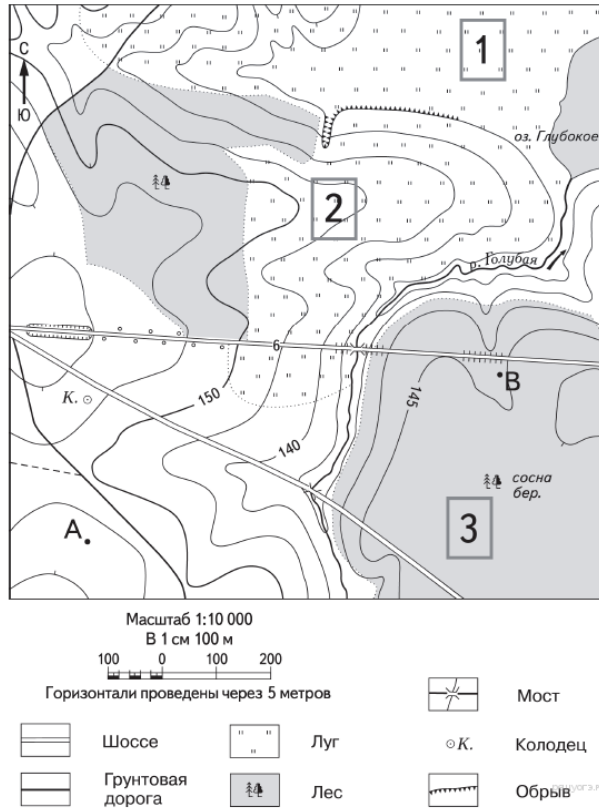 1
С
Ю
оз. Глубокое
2
р. Голубая
6
В
К.
150
145
140
сосна
бер.
3
А
Масштаб 1:10 000
В 1 см 100 м
100 0 100 200
Горизонтали проведены через 5 метров
Мост
Шоссе
Луг
К.
Колодец
Грунтовая
дорога
Лес
Обрыв